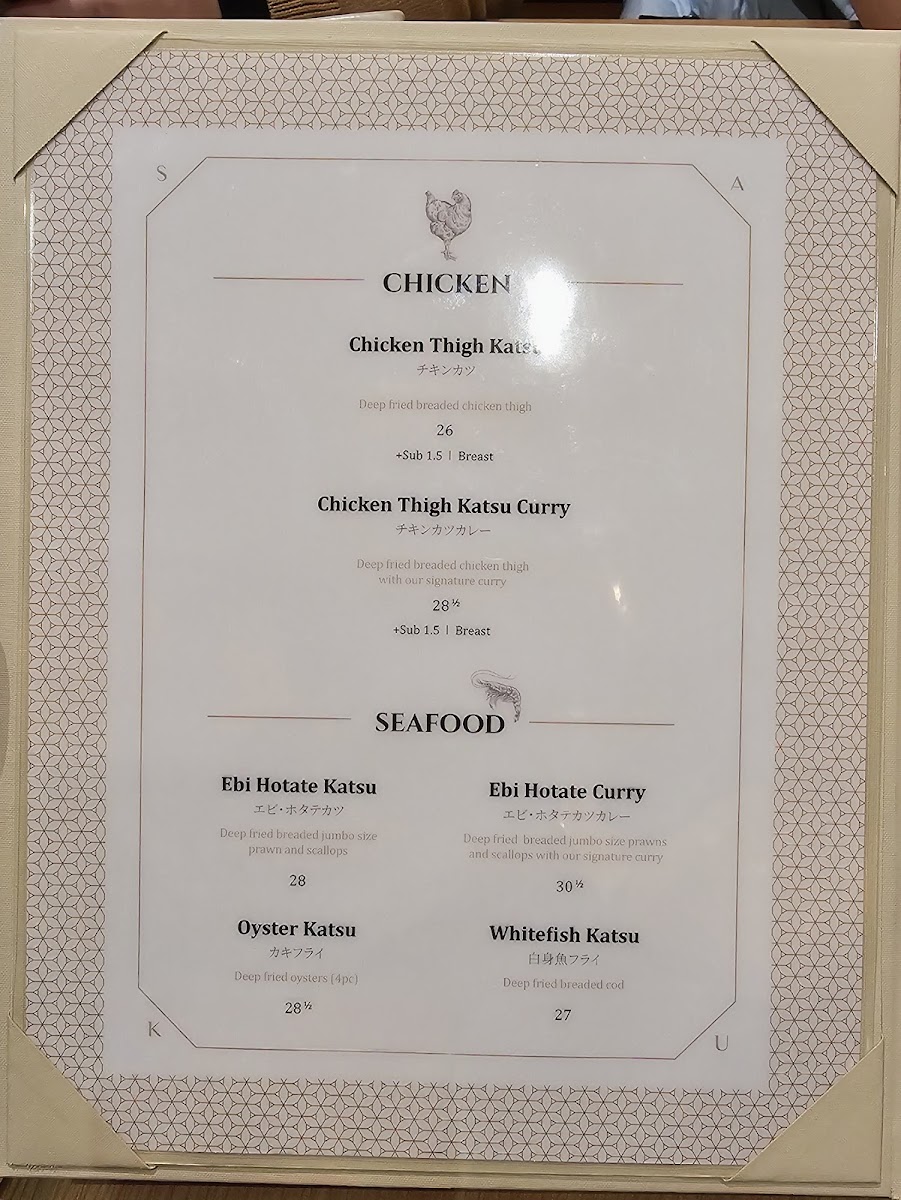 S
A
CHICKEN
Chicken Thigh Katsu
チキンカツ
Deep fried breaded chicken thigh
26
+Sub 1.5 | Breast
Chicken Thigh Katsu Curry
チキンカツカレー
Deep fried breaded chicken thigh
with our signature curry
28½
+Sub 1.5 | Breast
SEAFOOD
Ebi Hotate Katsu
エビ・ホタテカツ
Deep fried breaded jumbo size
prawn and scallops
28
Ebi Hotate Curry
エビ・ホタテカツカレー
Deep fried breaded jumbo size prawns
and scallops with our signature curry
30½
Oyster Katsu
カキフライ
Deep fried oysters (4pc)
28½
Whitefish Katsu
白身魚フライ
Deep fried breaded cod
27
K
U